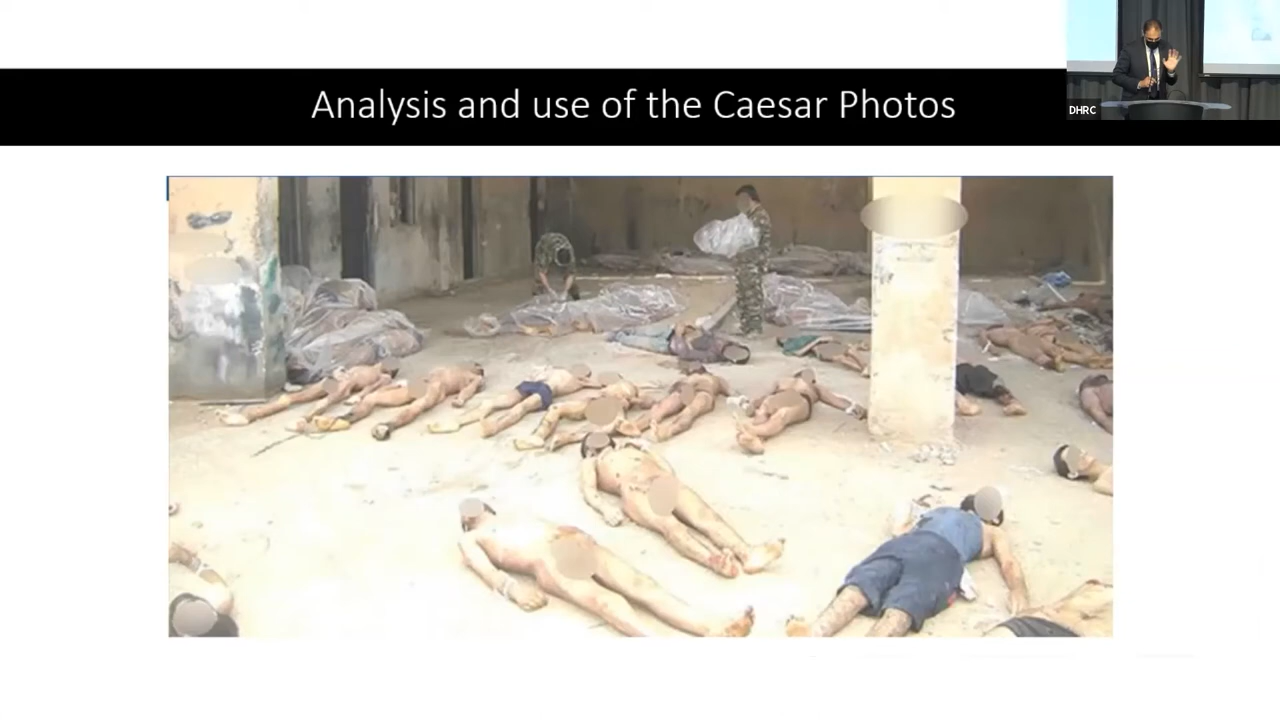 Analysis and use of the Caesar Photos
DHRC